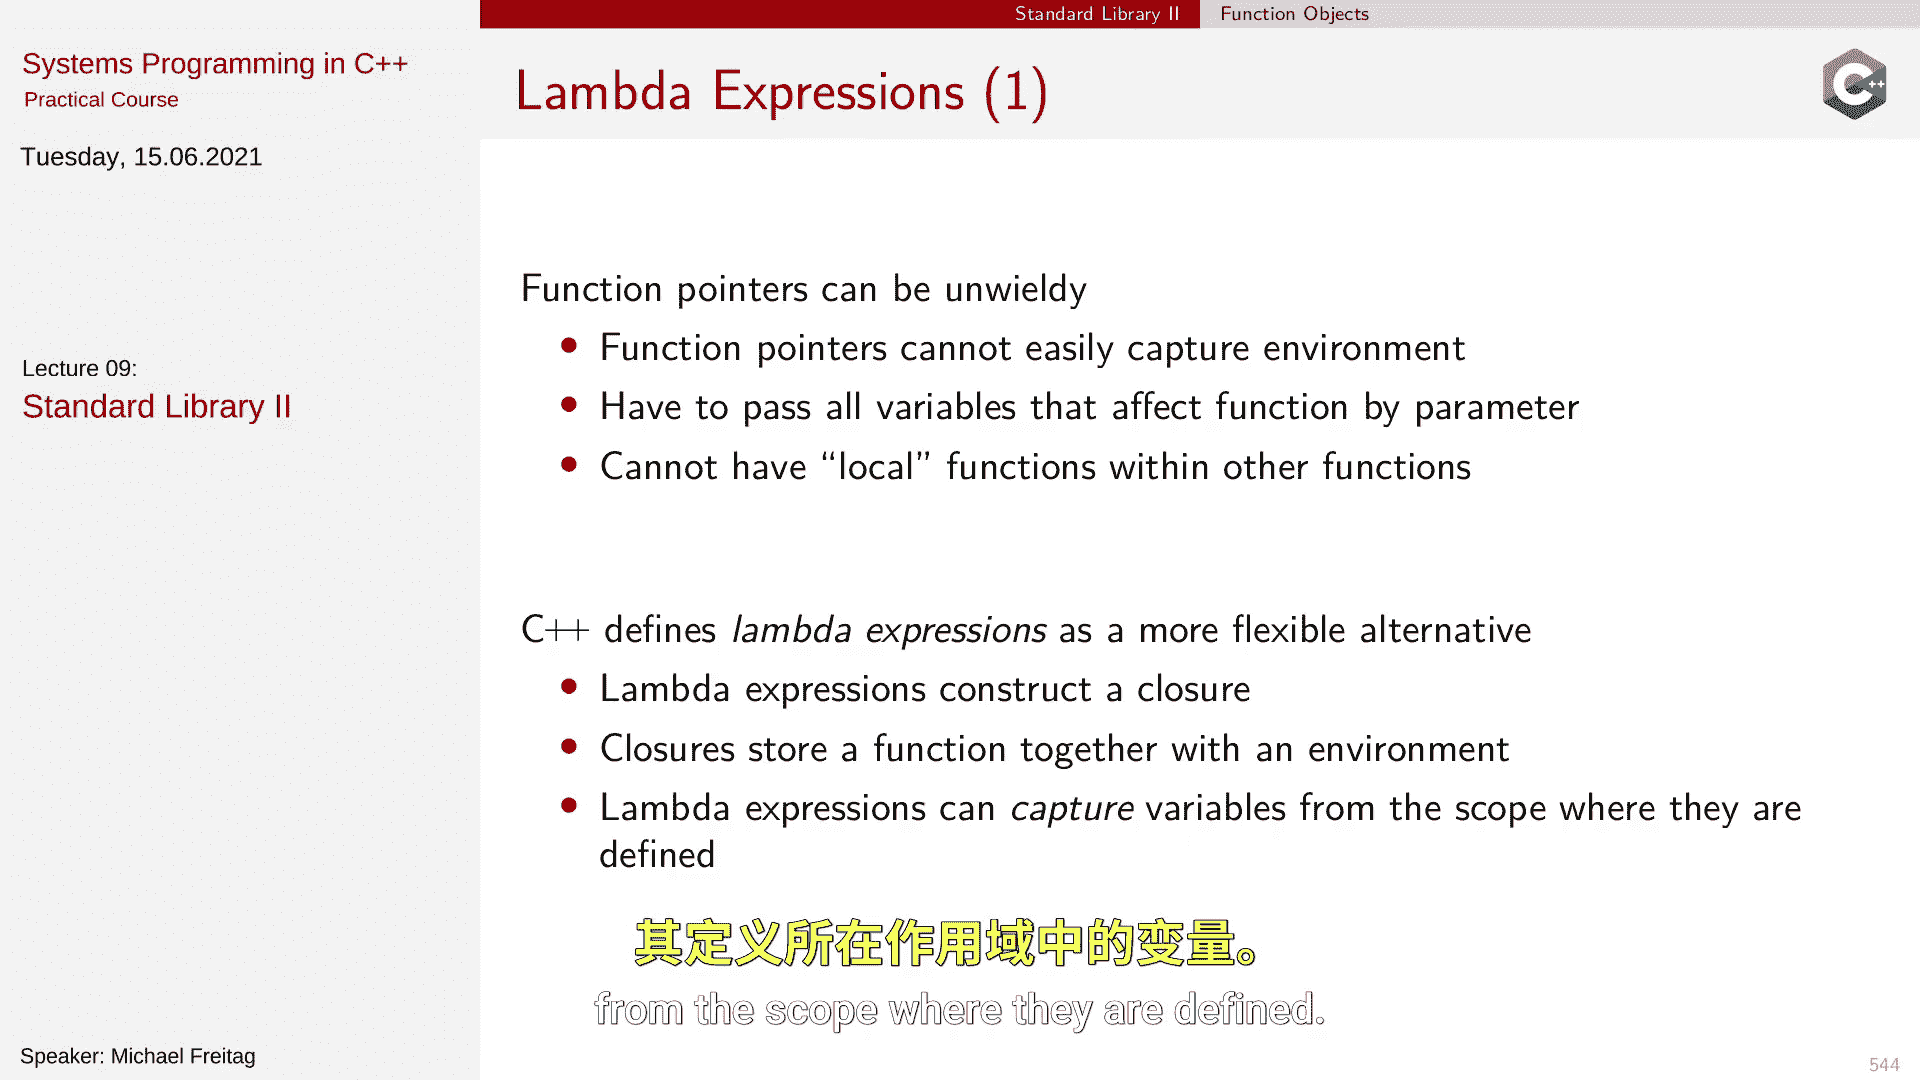 Standard Library II
Function Objects
Systems Programming in C++
Practical Course
Tuesday, 15.06.2021
Lecture 09:
Standard Library II
Speaker: Michael Freitag
Lambda Expressions (1)
C++
Function pointers can be unwieldy
• Function pointers cannot easily capture environment
• Have to pass all variables that affect function by parameter
• Cannot have “local” functions within other functions
C++ defines lambda expressions as a more flexible alternative
• Lambda expressions construct a closure
• Closures store a function together with an environment
• Lambda expressions can capture variables from the scope where they are
defined
其定义所在作用域中的变量。
from the scope where they are defined.
544